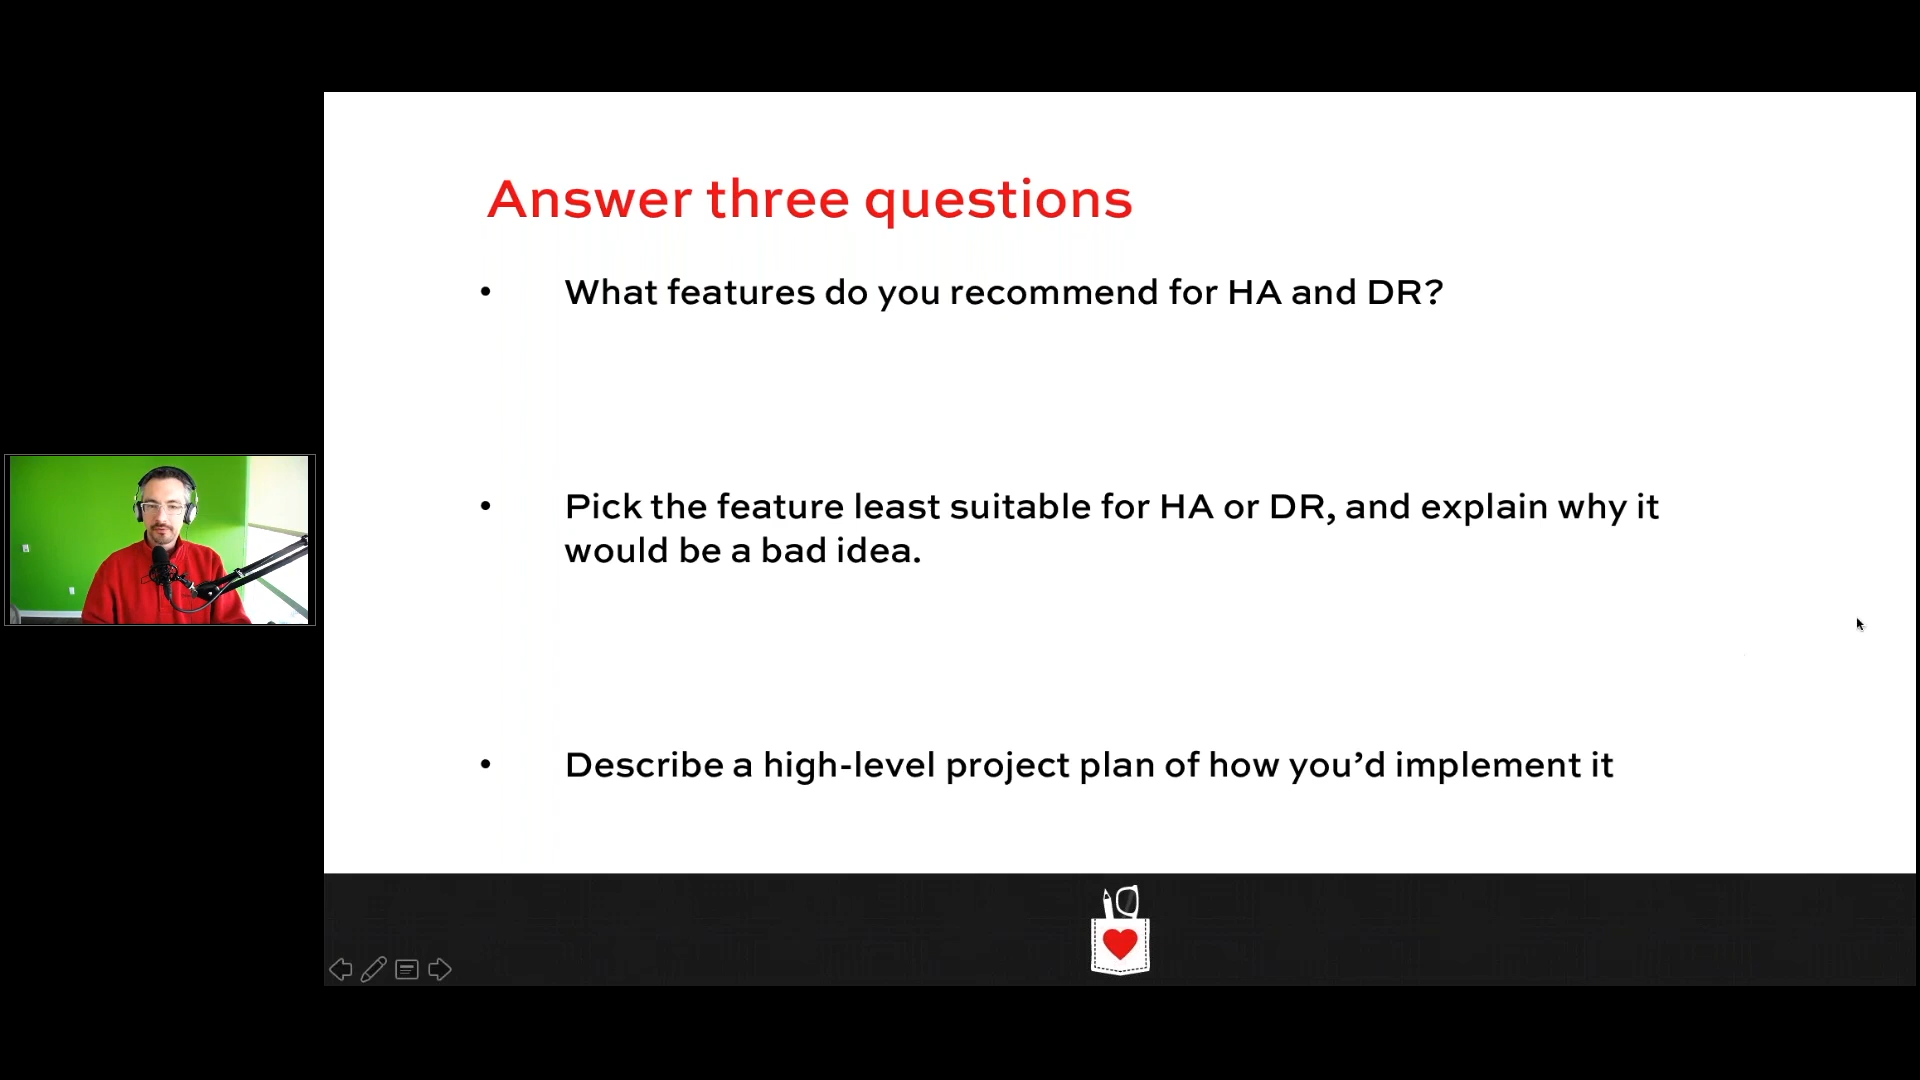 Answer three questions
• What features do you recommend for HA and DR?
• Pick the feature least suitable for HA or DR, and explain why it
would be a bad idea.
• Describe a high-level project plan of how you’d implement it